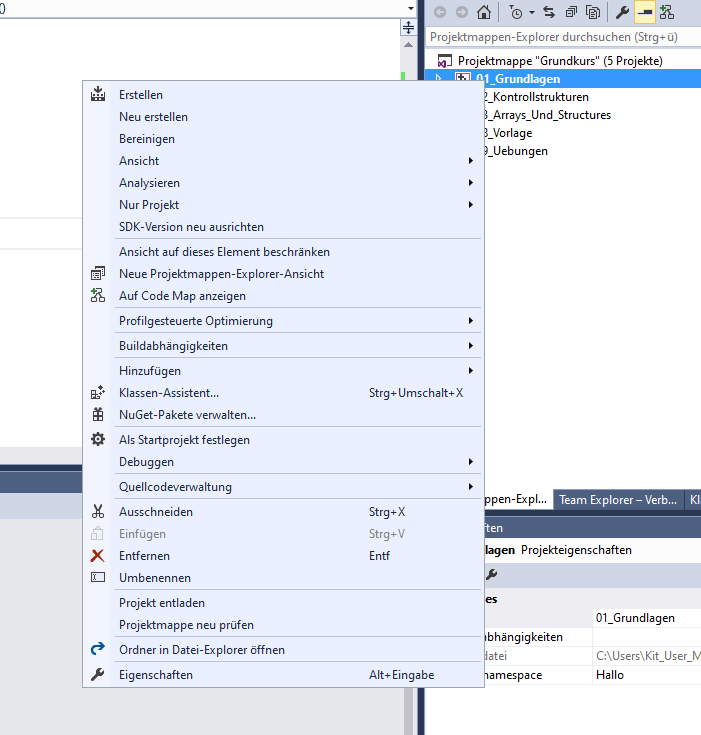 Projektmappen-Explorer durchsuchen (Strg+ü)
Projektmappe "Grundkurs" (5 Projekte)
01_Grundlagen
2_Kontrollstrukturen
3_Arrays_Und_Structures
3_Vorlage
9_Uebungen
Erstellen
Neu erstellen
Bereinigen
Ansicht
Analysieren
Nur Projekt
SDK-Version neu ausrichten
Ansicht auf dieses Element beschränken
Neue Projektmappen-Explorer-Ansicht
Auf Code Map anzeigen
Profilgesteuerte Optimierung
Buildabhängigkeiten
Hinzufügen
Klassen-Assistent... Strg+Umschalt+X
NuGet-Pakete verwalten...
Als Startprojekt festlegen
Debuggen
Quellcodeverwaltung
Ausschneiden Strg+X
Einfügen Strg+V
Entfernen Entf
Umbenennen
Projekt entladen
Projektmappe neu prüfen
Ordner in Datei-Explorer öffnen
Eigenschaften Alt+Eingabe
ppen-Expl... Team Explorer – Verb... Kl
ften
lagen Projekteigenschaften
es
01_Grundlagen
bhängigkeiten
datei C:\Users\Kit_User_M
namespace Hallo